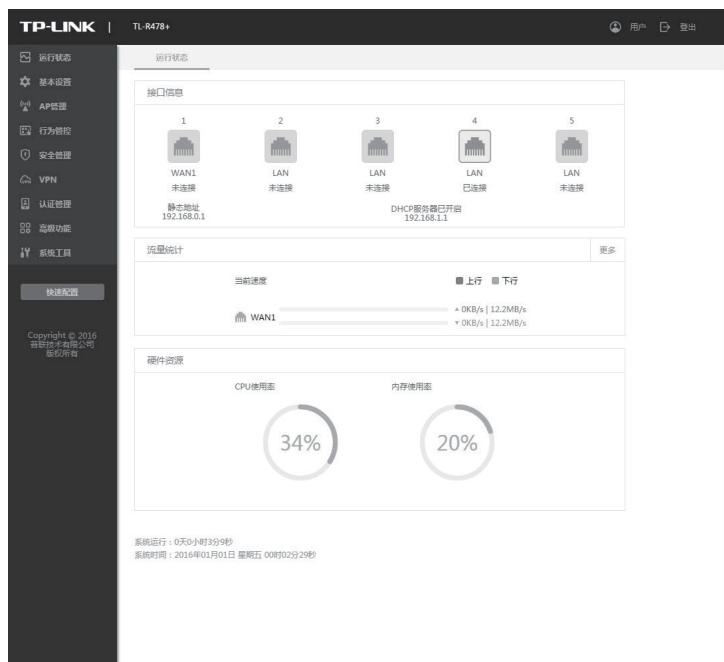 TP-LINK | TL-R478+ 用户 登出
运行状态
基本设置
AP管理
行为管控
安全管理
VPN
认证管理
高级功能
系统工具
快速配置
Copyright © 2016
普联技术有限公司
版权所有
运行状态
接口信息
1 2 3 4 5
WAN1 LAN LAN LAN LAN
未连接 未连接 未连接 已连接 未连接
静态地址 DHCP服务器已开启
192.168.0.1 192.168.1.1
流量统计 更多
当前速度 上行 下行
WAN1
0KB/s | 12.2MB/s
0KB/s | 12.2MB/s
硬件资源
CPU使用率 内存使用率
34% 20%
系统运行：0天0小时3分9秒
系统时间：2016年01月01日 星期五 00时02分29秒